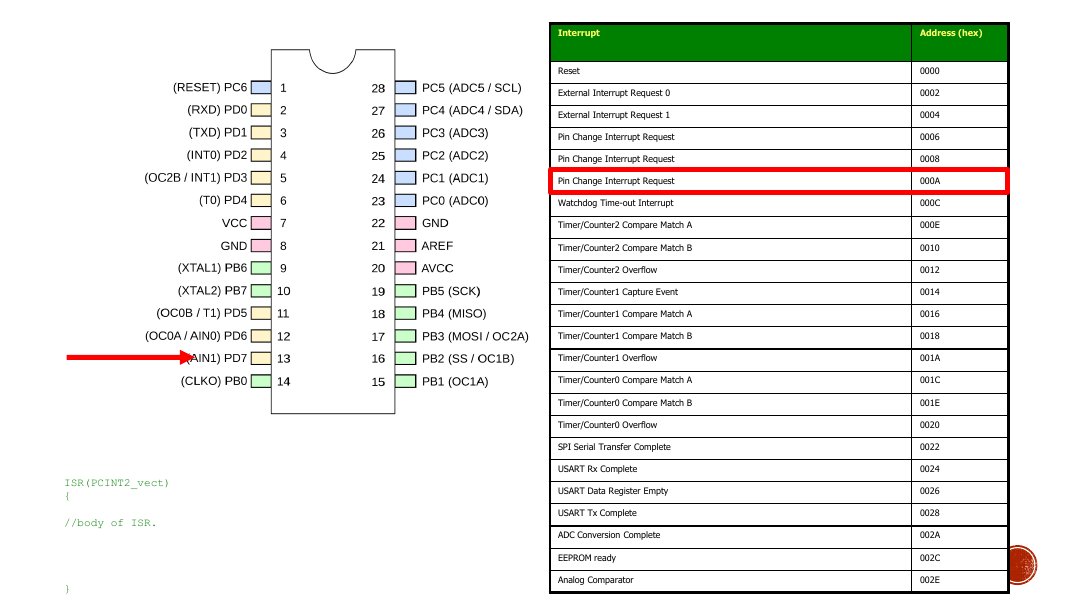 (RESET) PC6 1 28 PC5 (ADC5 / SCL)
(RXD) PD0 2 27 PC4 (ADC4 / SDA)
(TXD) PD1 3 26 PC3 (ADC3)
(INT0) PD2 4 25 PC2 (ADC2)
(OC2B / INT1) PD3 5 24 PC1 (ADC1)
(T0) PD4 6 23 PC0 (ADC0)
VCC 7 22 GND
GND 8 21 AREF
(XTAL1) PB6 9 20 AVCC
(XTAL2) PB7 10 19 PB5 (SCK)
(OC0B / T1) PD5 11 18 PB4 (MISO)
(OC0A / AIN0) PD6 12 17 PB3 (MOSI / OC2A)
AIN1) PD7 13 16 PB2 (SS / OC1B)
(CLKO) PB0 14 15 PB1 (OC1A)
ISR(PCINT2_vect)
{
//body of ISR.
}
Interrupt Address (hex)
Reset 0000
External Interrupt Request 0 0002
External Interrupt Request 1 0004
Pin Change Interrupt Request 0006
Pin Change Interrupt Request 0008
Pin Change Interrupt Request 000A
Watchdog Time-out Interrupt 000C
Timer/Counter2 Compare Match A 000E
Timer/Counter2 Compare Match B 0010
Timer/Counter2 Overflow 0012
Timer/Counter1 Capture Event 0014
Timer/Counter1 Compare Match A 0016
Timer/Counter1 Compare Match B 0018
Timer/Counter1 Overflow 001A
Timer/Counter0 Compare Match A 001C
Timer/Counter0 Compare Match B 001E
Timer/Counter0 Overflow 0020
SPI Serial Transfer Complete 0022
USART Rx Complete 0024
USART Data Register Empty 0026
USART Tx Complete 0028
ADC Conversion Complete 002A
EEPROM ready 002C
Analog Comparator 002E